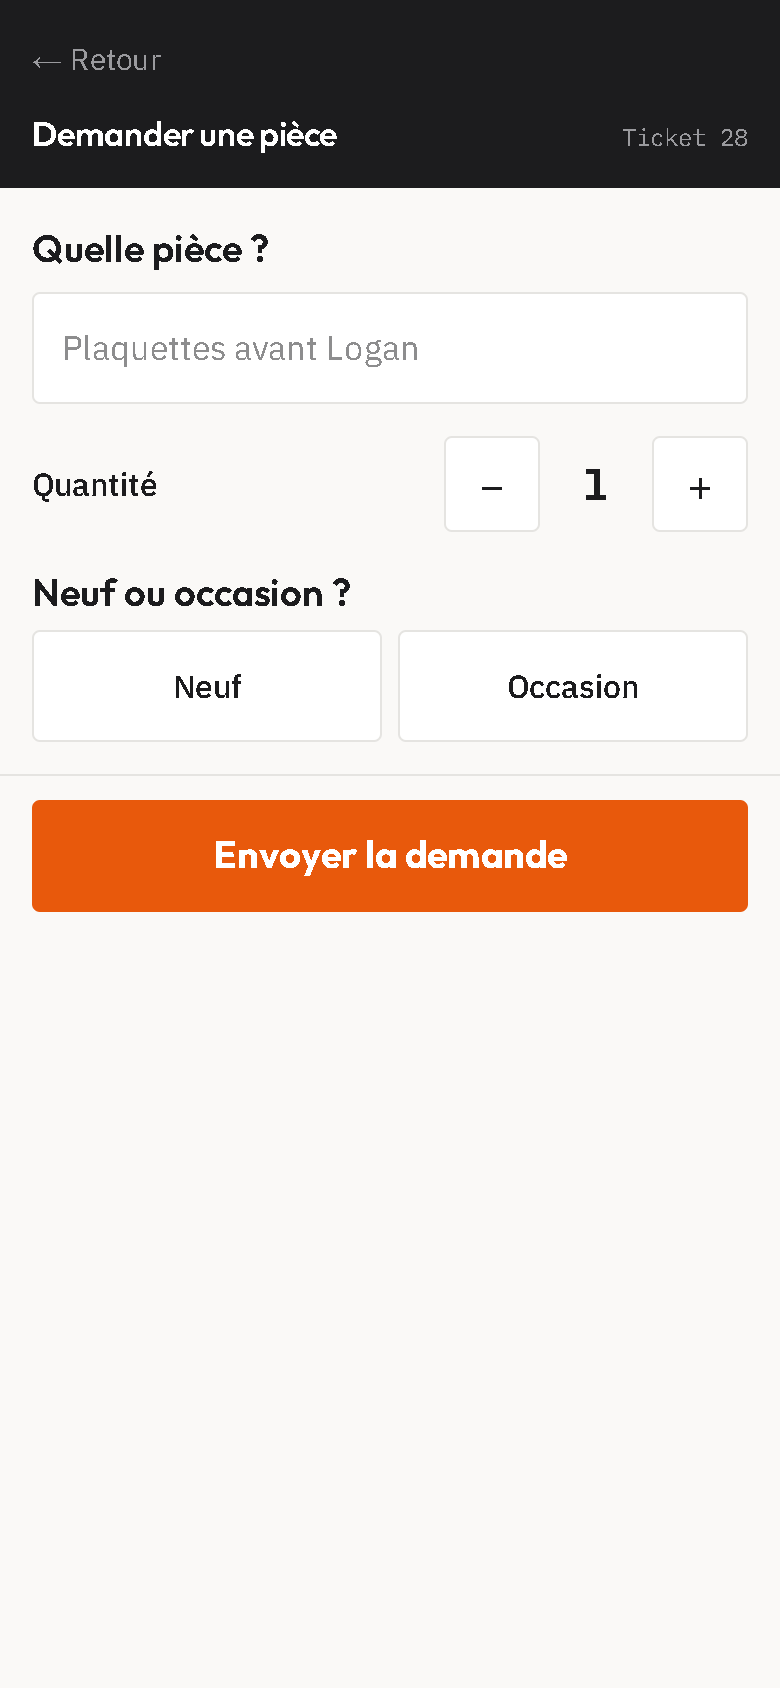 ← Retour
Demander une pièce
Ticket 28
Quelle pièce ?
Plaquettes avant Logan
Quantité
− 1 +
Neuf ou occasion ?
Neuf Occasion
Envoyer la demande